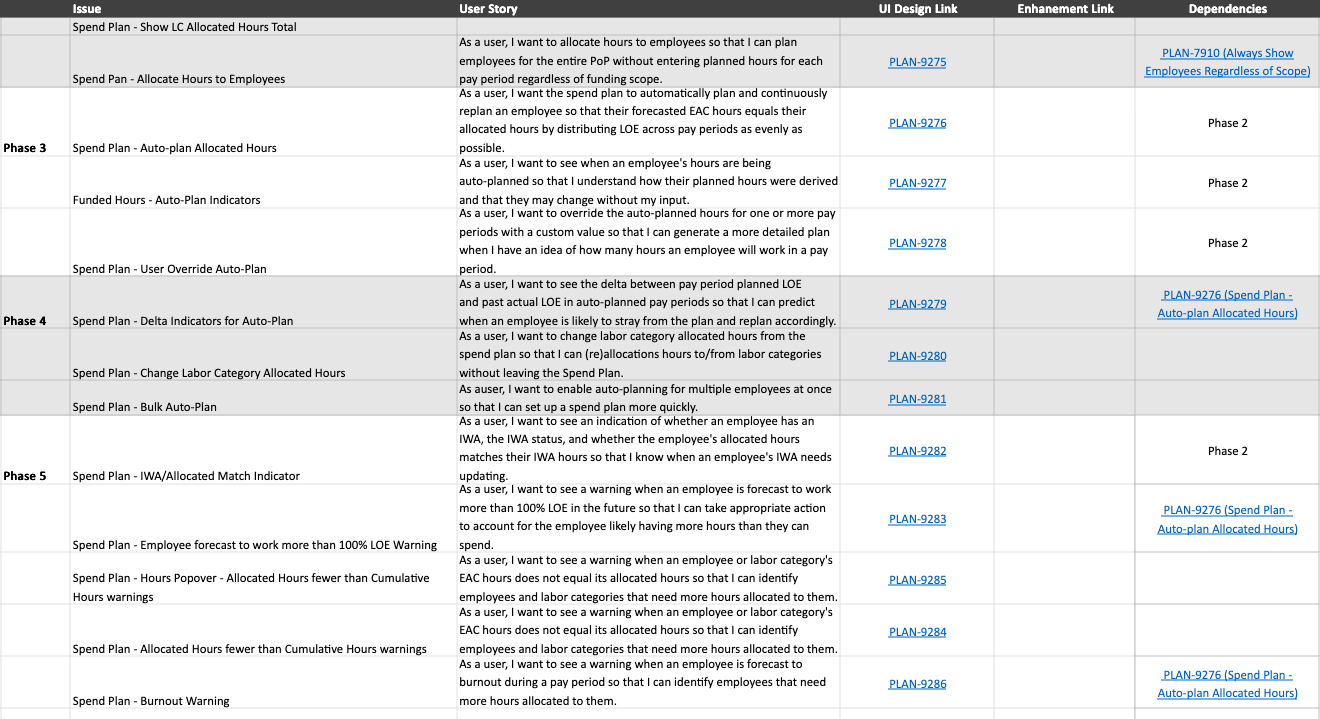 Issue User Story UI Design Link Enhanement Link Dependencies
Spend Plan - Show LC Allocated Hours Total
As a user, I want to allocate hours to employees so that I can plan
employees for the entire PoP without entering planned hours for each
pay period regardless of funding scope.
Spend Pan - Allocate Hours to Employees
PLAN-9275
PLAN-7910 (Always Show
Employees Regardless of Scope)
Phase 3
Spend Plan - Auto-plan Allocated Hours
As a user, I want the spend plan to automatically plan and continuously
replan an employee so that their forecasted EAC hours equals their
allocated hours by distributing LOE across pay periods as evenly as
possible.
PLAN-9276
Phase 2
Funded Hours - Auto-Plan Indicators
As a user, I want to see when an employee's hours are being
auto-planned so that I understand how their planned hours were derived
and that they may change without my input.
PLAN-9277
Phase 2
Spend Plan - User Override Auto-Plan
As a user, I want to override the auto-planned hours for one or more pay
periods with a custom value so that I can generate a more detailed plan
when I have an idea of how many hours an employee will work in a pay
period.
PLAN-9278
Phase 2
Phase 4
Spend Plan - Delta Indicators for Auto-Plan
As a user, I want to see the delta between pay period planned LOE
and past actual LOE in auto-planned pay periods so that I can predict
when an employee is likely to stray from the plan and replan accordingly.
PLAN-9279
PLAN-9276 (Spend Plan -
Auto-plan Allocated Hours)
Spend Plan - Change Labor Category Allocated Hours
As a user, I want to change labor category allocated hours from the
spend plan so that I can (re)allocations hours to/from labor categories
without leaving the Spend Plan.
PLAN-9280
Spend Plan - Bulk Auto-Plan
As auser, I want to enable auto-planning for multiple employees at once
so that I can set up a spend plan more quickly.
PLAN-9281
Phase 5
Spend Plan - IWA/Allocated Match Indicator
As a user, I want to see an indication of whether an employee has an
IWA, the IWA status, and whether the employee's allocated hours
matches their IWA hours so that I know when an employee's IWA needs
updating.
PLAN-9282
Phase 2
Spend Plan - Employee forecast to work more than 100% LOE Warning
As a user, I want to see a warning when an employee is forecast to work
more than 100% LOE in the future so that I can take appropriate action
to account for the employee likely having more hours than they can
spend.
PLAN-9283
PLAN-9276 (Spend Plan -
Auto-plan Allocated Hours)
Spend Plan - Hours Popover - Allocated Hours fewer than Cumulative
Hours warnings
As a user, I want to see a warning when an employee or labor category's
EAC hours does not equal its allocated hours so that I can identify
employees and labor categories that need more hours allocated to them.
PLAN-9285
Spend Plan - Allocated Hours fewer than Cumulative Hours warnings
As a user, I want to see a warning when an employee or labor category's
EAC hours does not equal its allocated hours so that I can identify
employees and labor categories that need more hours allocated to them.
PLAN-9284
Spend Plan - Burnout Warning
As a user, I want to see a warning when an employee is forecast to
burnout during a pay period so that I can identify employees that need
more hours allocated to them.
PLAN-9286
PLAN-9276 (Spend Plan -
Auto-plan Allocated Hours)